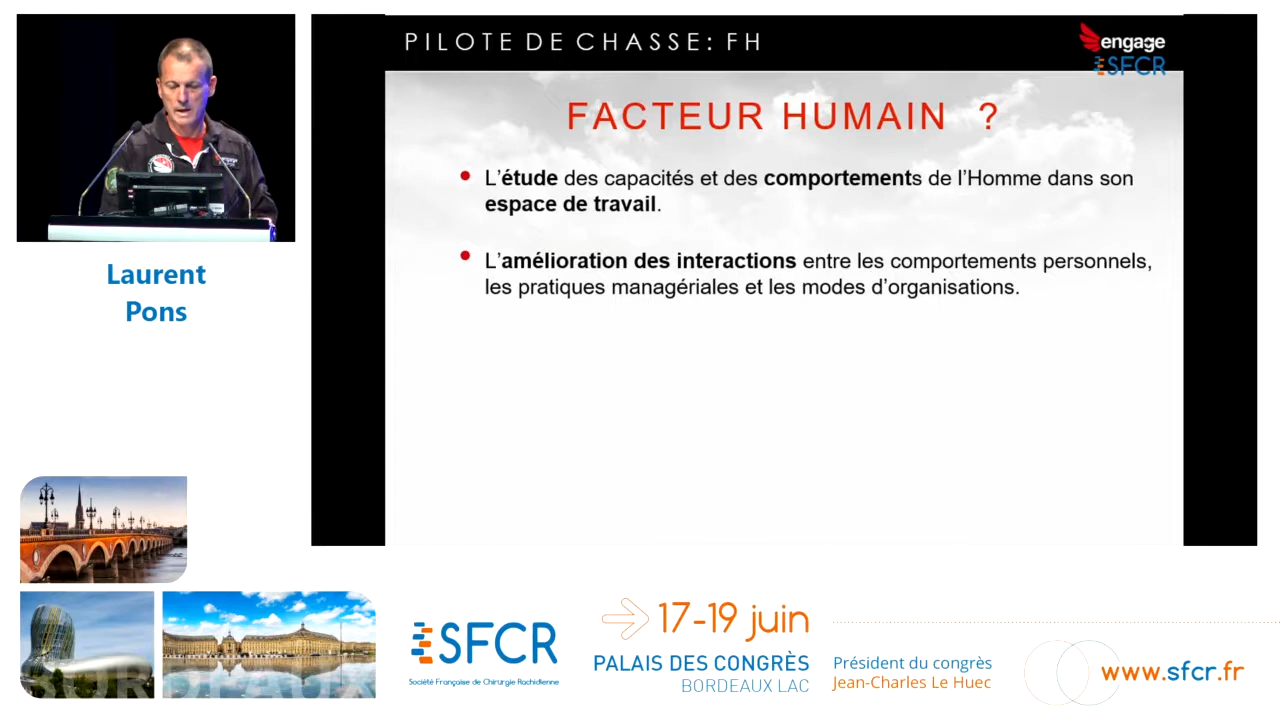 PILOTE DE CHASSE: FH
engage
SFCR
FACTEUR HUMAIN ?
L'étude des capacités et des comportements de l'Homme dans son
espace de travail.
L'amélioration des interactions entre les comportements personnels,
les pratiques managériales et les modes d'organisations.
Laurent
Pons
BORDEAUX
SFCR
Société Française de Chirurgie Rachidienne
17-19 juin
PALAIS DES CONGRÈS
BORDEAUX LAC
Président du congrès
Jean-Charles Le Huec
www.sfcr.fr